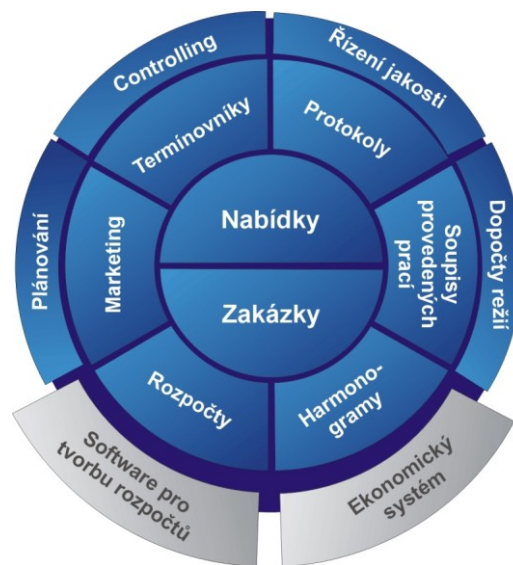 Controlling
Řízení jakosti
Termínovníky
Protokoly
Plánování
Marketing
Nabídky
Soupisy
provedených
prací
Dopočty režií
Zakázky
Rozpočty
Harmono-
gramy
Software pro
tvorbu rozpočtů
Ekonomický
systém